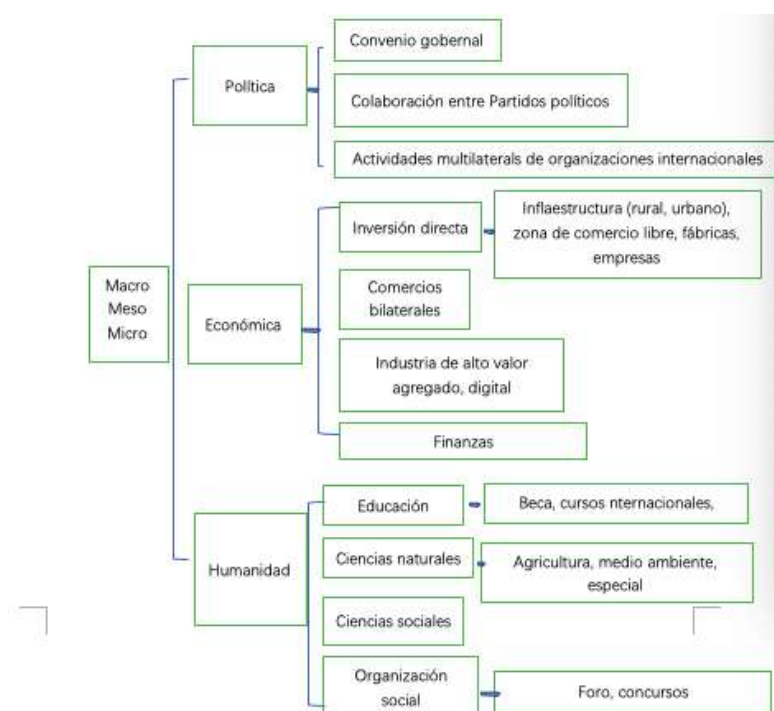 Convenio gobernal
Política
Colaboración entre Partidos políticos
Actividades multilaterals de organizaciones internacionales
Macro
Meso
Micro
Económica
Inversión directa
Inflaestructura (rural, urbano),
zona de comercio libre, fábricas,
empresas
Comercios
bilaterales
Industria de alto valor
agregado, digital
Finanzas
Humanidad
Educación
Beca, cursos nternacionales,
Ciencias naturales
Agricultura, medio ambiente,
especial
Ciencias sociales
Organización
social
Foro, concursos